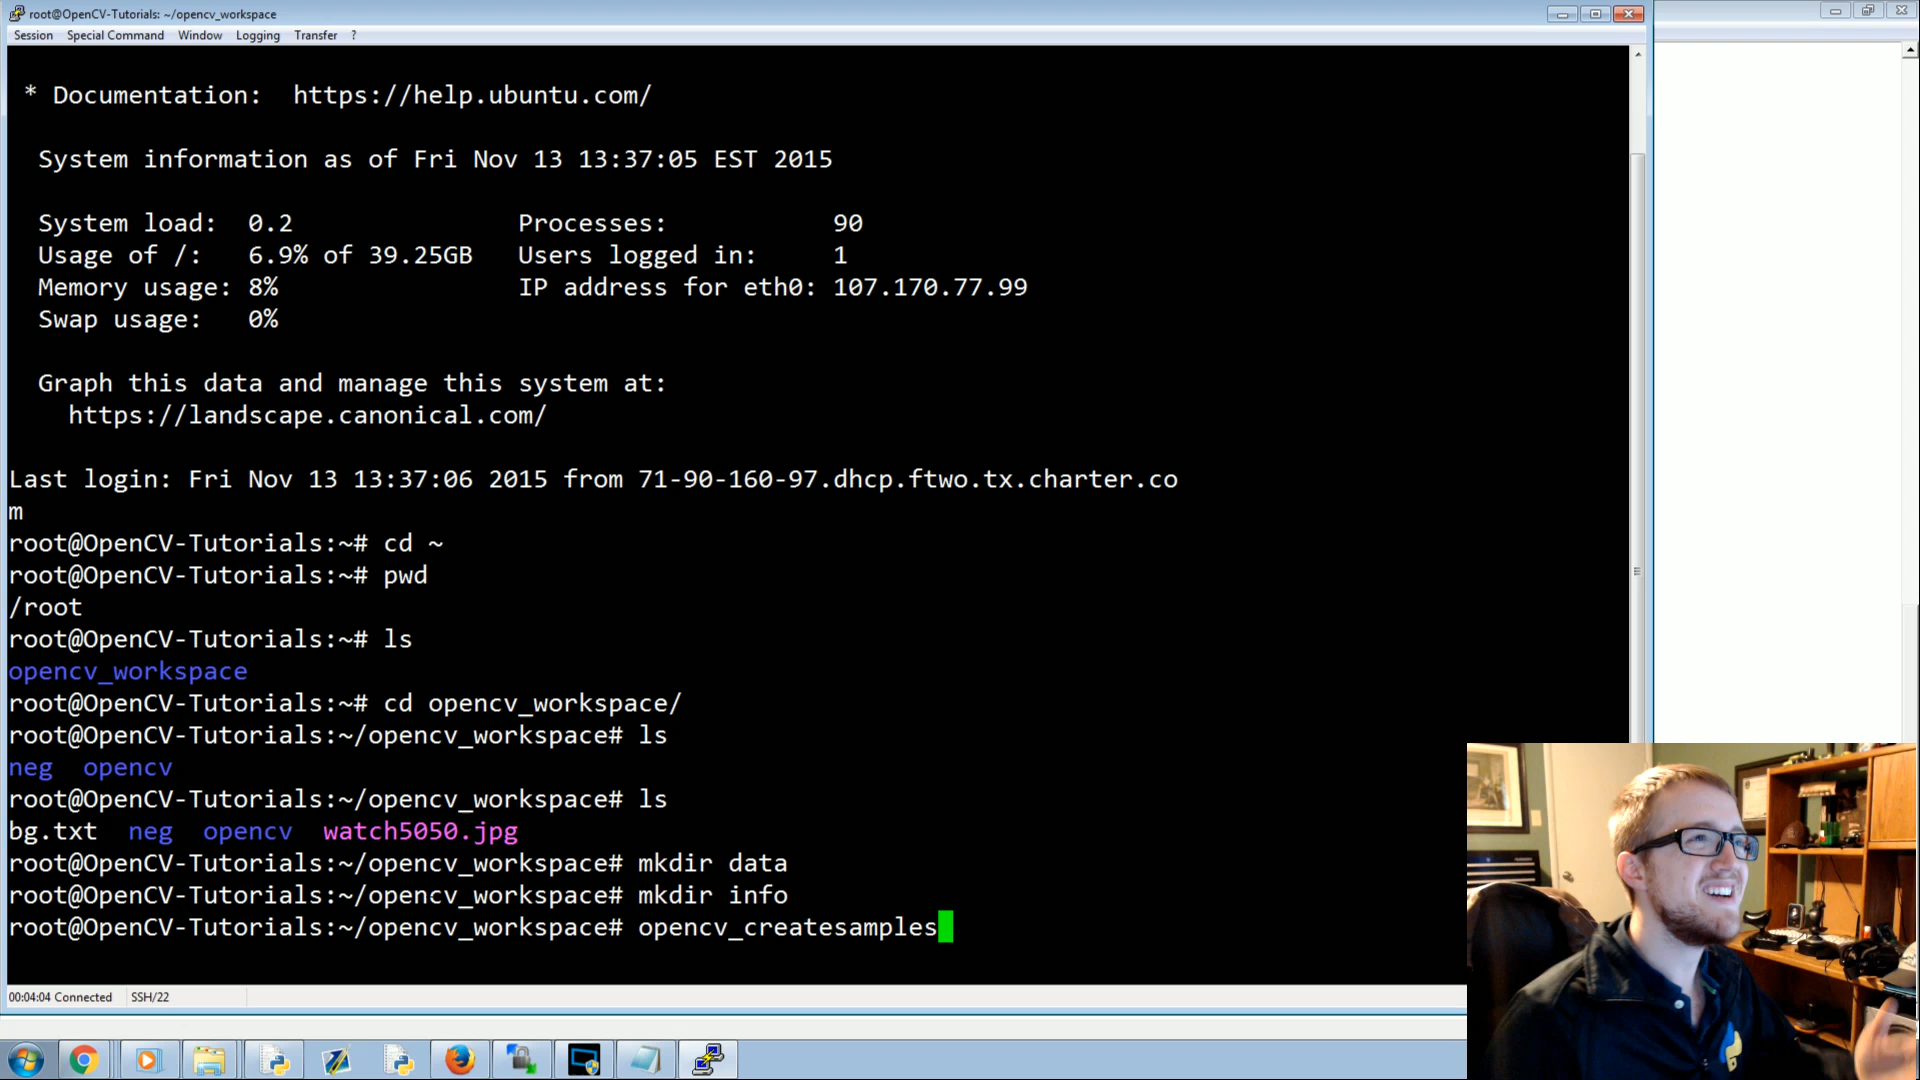 root@OpenCV-Tutorials: ~/opencv_workspace
Session Special Command Window Logging Transfer ?
* Documentation: https://help.ubuntu.com/
System information as of Fri Nov 13 13:37:05 EST 2015
System load: 0.2 Processes: 90
Usage of /: 6.9% of 39.25GB Users logged in: 1
Memory usage: 8% IP address for eth0: 107.170.77.99
Swap usage: 0%
Graph this data and manage this system at:
https://landscape.canonical.com/
Last login: Fri Nov 13 13:37:06 2015 from 71-90-160-97.dhcp.ftwo.tx.charter.co
m
root@OpenCV-Tutorials:~# cd ~
root@OpenCV-Tutorials:~# pwd
/root
root@OpenCV-Tutorials:~# ls
opencv_workspace
root@OpenCV-Tutorials:~# cd opencv_workspace/
root@OpenCV-Tutorials:~/opencv_workspace# ls
neg opencv
root@OpenCV-Tutorials:~/opencv_workspace# ls
bg.txt neg opencv watch5050.jpg
root@OpenCV-Tutorials:~/opencv_workspace# mkdir data
root@OpenCV-Tutorials:~/opencv_workspace# mkdir info
root@OpenCV-Tutorials:~/opencv_workspace# opencv_createsamples
00:04:04 Connected SSH/22